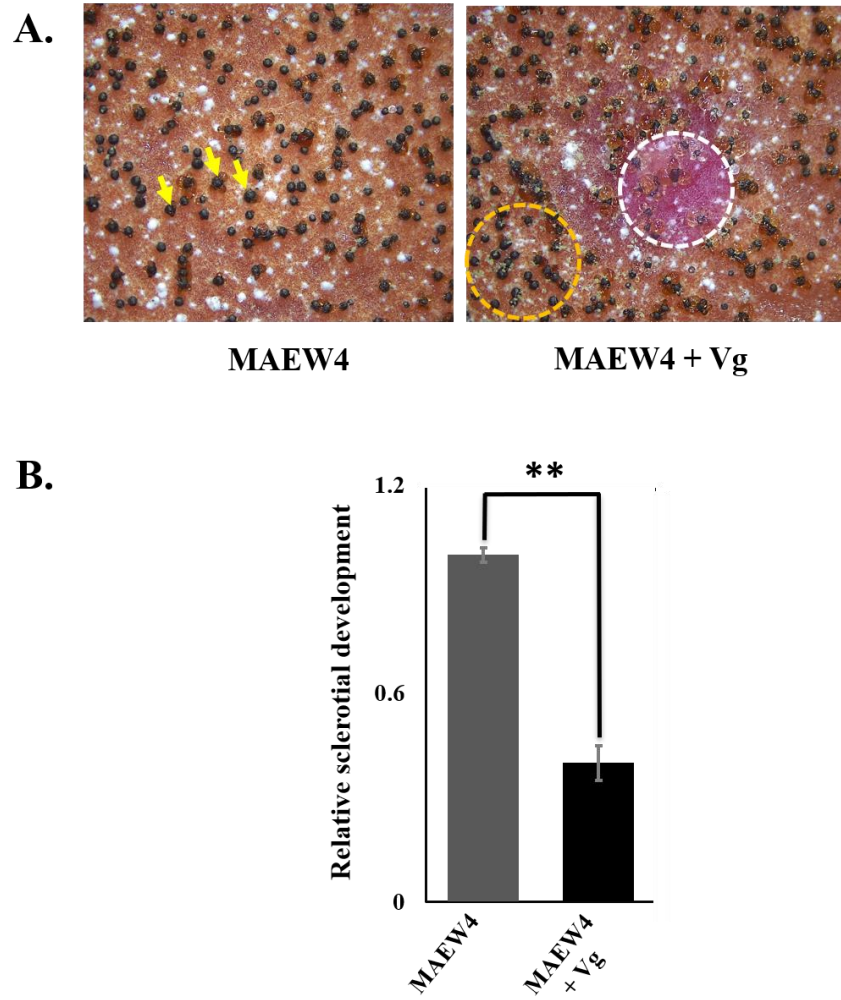 A.
MAEW4
MAEW4 + Vg
B.
Relative sclerotial development
1.2
**
0.6
0
MAEW4
MAEW4
+ Vg